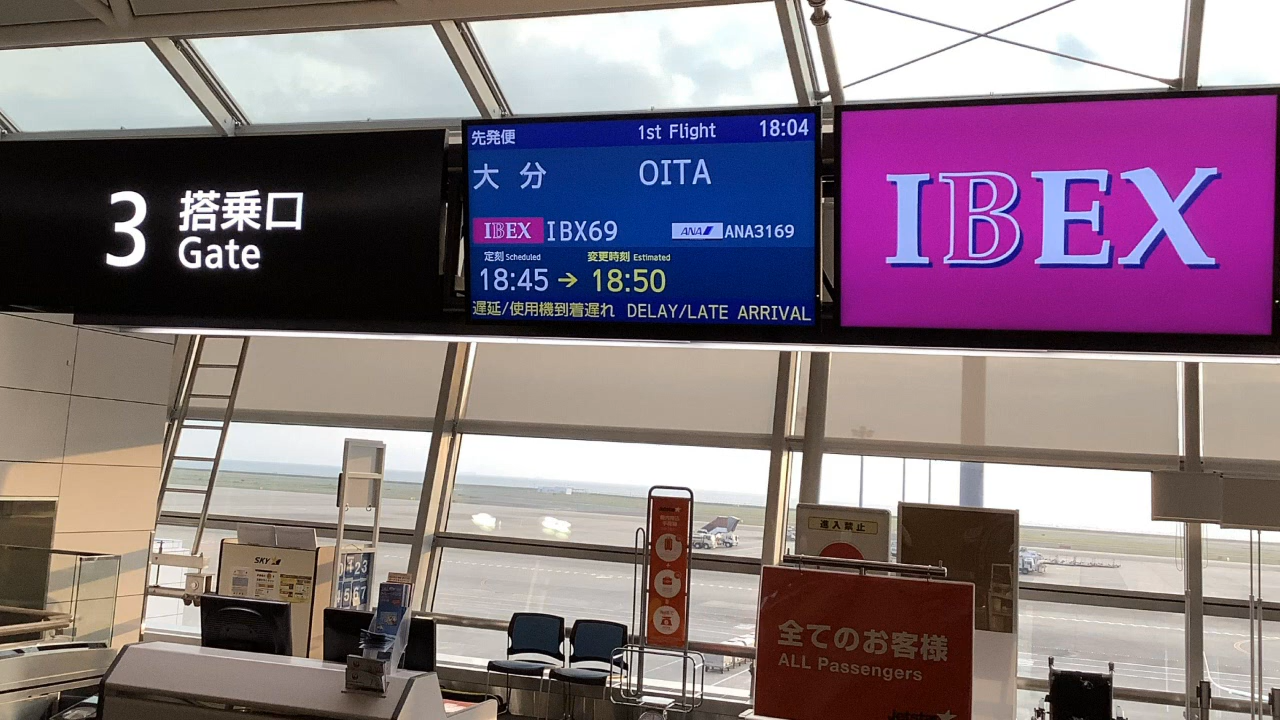 3 搭乗口
Gate
先発便 1st Flight 18:04
大分 OITA
IBEX IBX69 ANA ANA3169
定刻 Scheduled 変更時刻 Estimated
18:45 → 18:50
遅延/使用機到着遅れ DELAY/LATE ARRIVAL
IBEX
SKY
進入禁止
全てのお客様
ALL Passengers
Jetstar